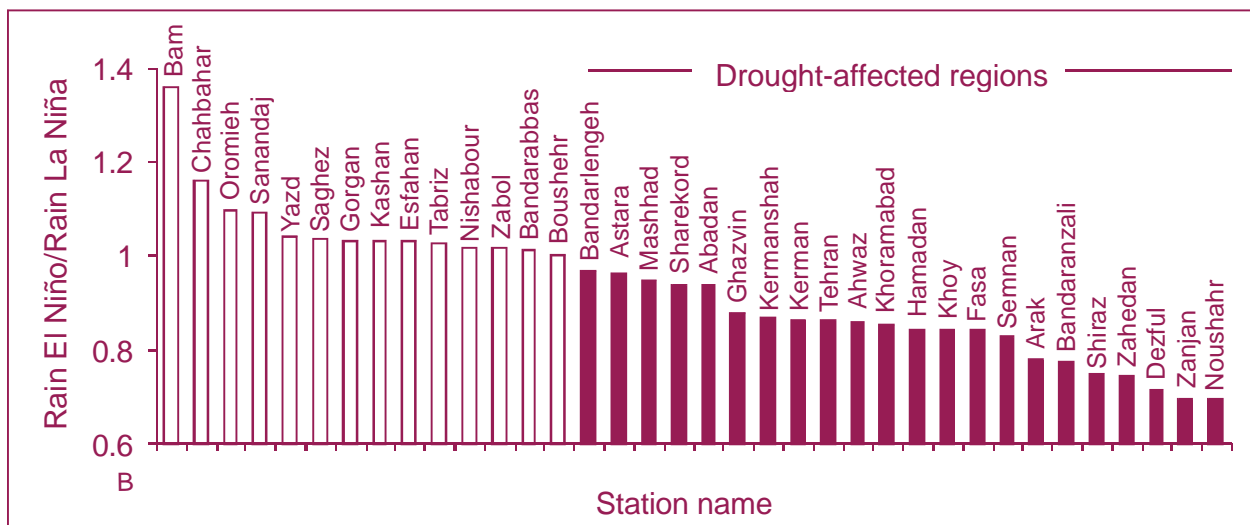 Rain El Niño/Rain La Niña
1.4
1.2
1
0.8
0.6
B
Drought-affected regions
Bam
Chahbahar
Oromieh
Sanandaj
Yazd
Saghez
Gorgan
Kashan
Esfahan
Tabriz
Nishabour
Zabol
Bandarabbas
Boushehr
Bandarlengeh
Astara
Mashhad
Sharekord
Abadan
Ghazvin
Kermanshah
Kerman
Tehran
Ahwaz
Khoramabad
Hamadan
Khoy
Fasa
Semnan
Arak
Bandaranzali
Shiraz
Zahedan
Dezful
Zanjan
Noushahr
Station name